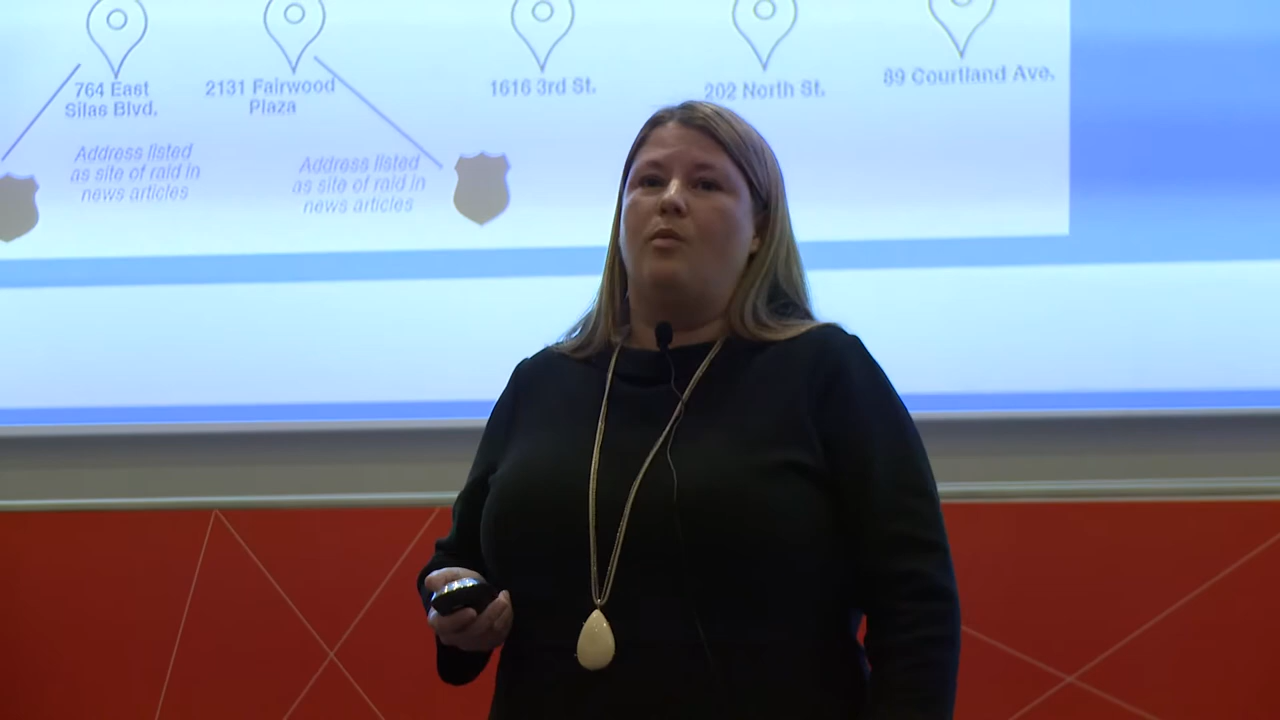 764 East
Silas Blvd.
2131 Fairwood
Plaza
1616 3rd St.
202 North St.
89 Courtland Ave.
Address listed
as site of raid in
news articles
Address listed
as site of raid in
news articles